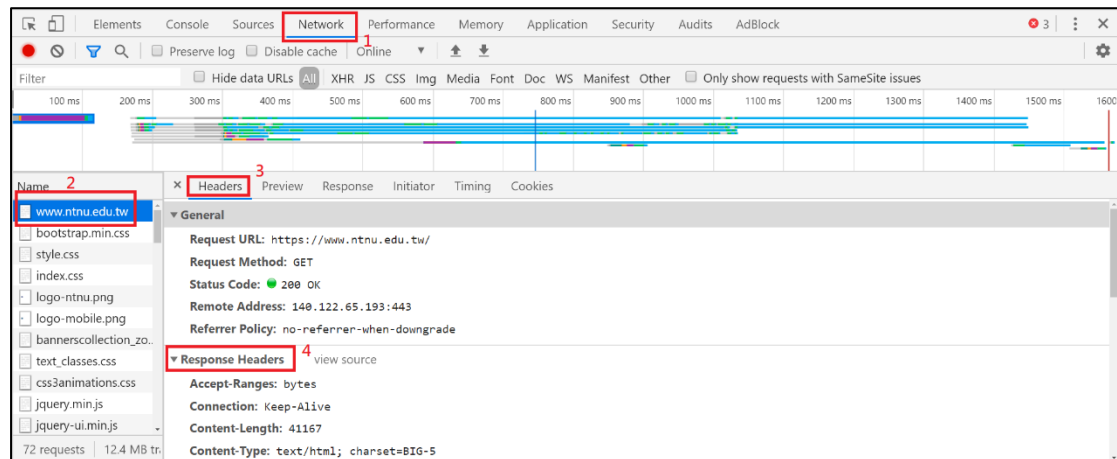 Elements Console Sources Network Performance Memory Application Security Audits AdBlock 3
1
Preserve log Disable cache Online
Filter Hide data URLs All XHR JS CSS Img Media Font Doc WS Manifest Other Only show requests with SameSite issues
100 ms 200 ms 300 ms 400 ms 500 ms 600 ms 700 ms 800 ms 900 ms 1000 ms 1100 ms 1200 ms 1300 ms 1400 ms 1500 ms 1600
Name 2
www.ntnu.edu.tw
bootstrap.min.css
style.css
index.css
logo-ntnu.png
logo-mobile.png
bannerscollection_zo..
text_classes.css
css3animations.css
jquery.min.js
jquery-ui.min.js
72 requests 12.4 MB tr
3
× Headers Preview Response Initiator Timing Cookies
General
Request URL: https://www.ntnu.edu.tw/
Request Method: GET
Status Code: 200 OK
Remote Address: 140.122.65.193:443
Referrer Policy: no-referrer-when-downgrade
Response Headers 4 view source
Accept-Ranges: bytes
Connection: Keep-Alive
Content-Length: 41167
Content-Type: text/html; charset=BIG-5